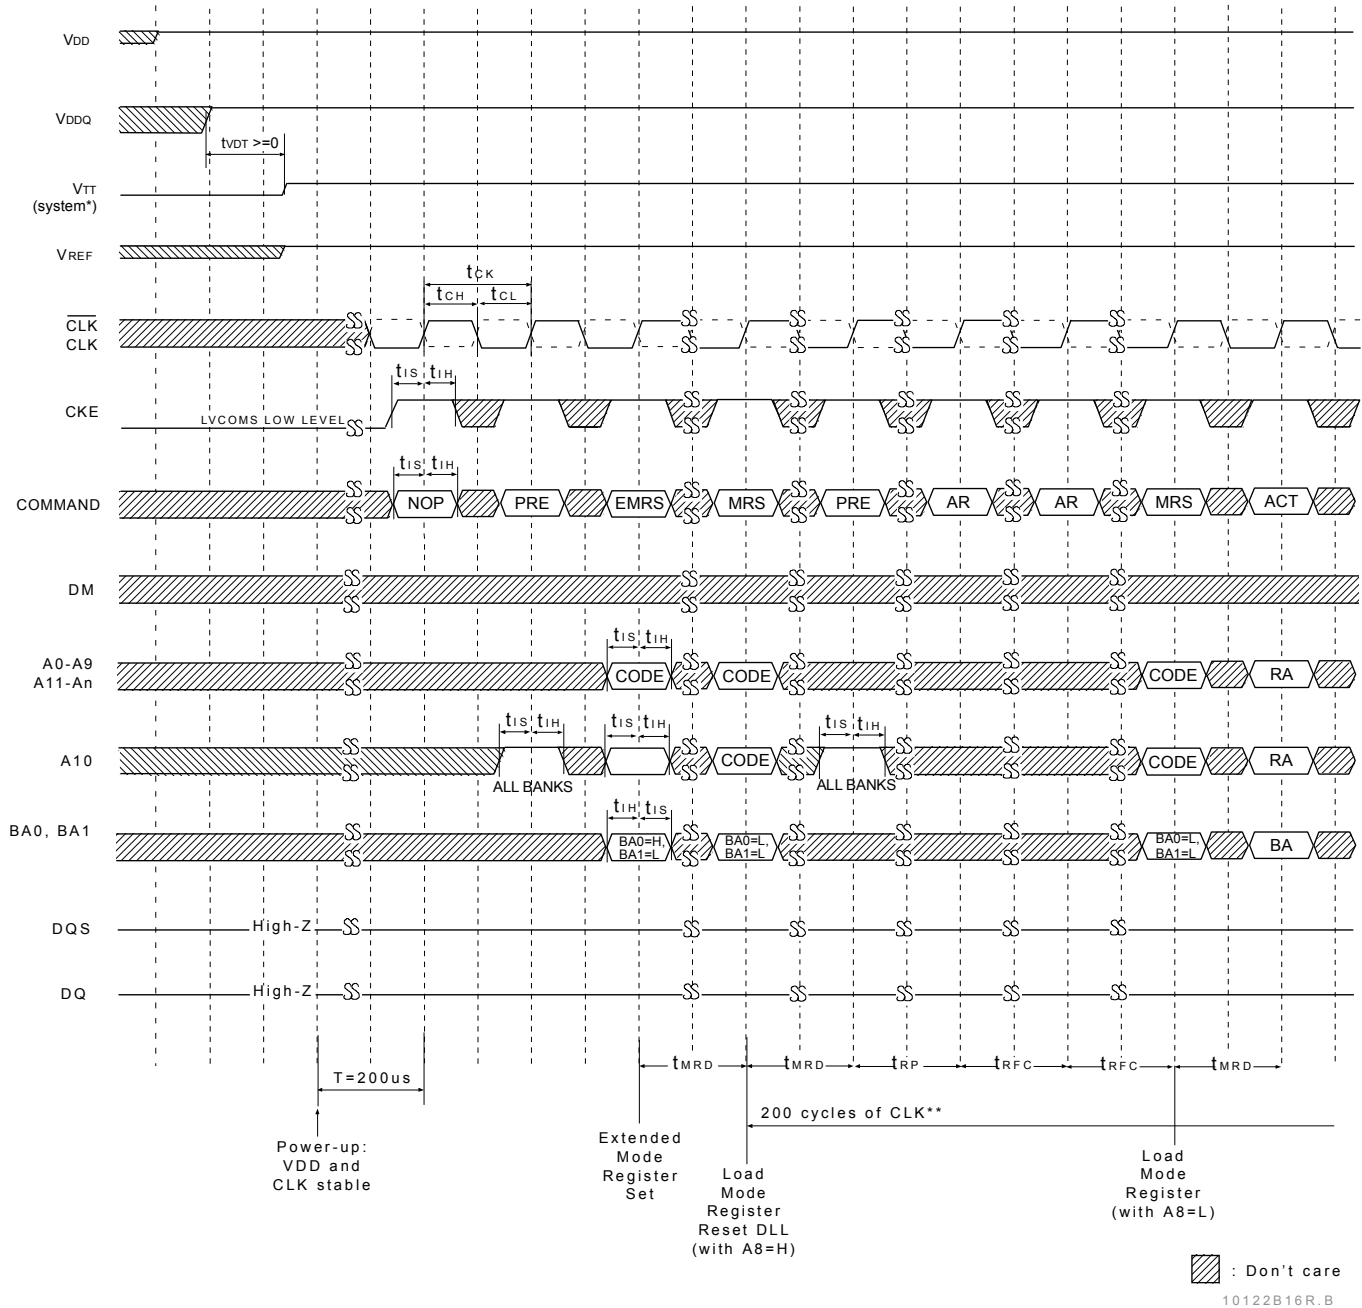 VDD
VDDQ
tVDT >=0
VTT
(system*)
VREF
tCK
tCH tCL
CLK
CLK
tIS tIH
CKE
LVCOMS LOW LEVEL
tIS tIH
COMMAND NOP PRE EMRS MRS PRE AR AR MRS ACT
DM
tIS tIH
A0-A9
A11-An
CODE CODE CODE RA
tIS tIH tIS tIH tIS tIH
A10 CODE CODE RA
ALL BANKS ALL BANKS
tIH tIS
BA0, BA1
BA0=H, BA0=L, BA0=L,
BA1=L BA1=L BA1=L BA
DQS High-Z
DQ High-Z
tMRD tMRD tRP tRFC tRFC tMRD
T=200us
200 cycles of CLK**
Power-up:
VDD and
CLK stable
Extended
Mode
Register
Set
Load
Mode
Register
Reset DLL
(with A8=H)
Load
Mode
Register
(with A8=L)
: Don't care
10122B16R.B